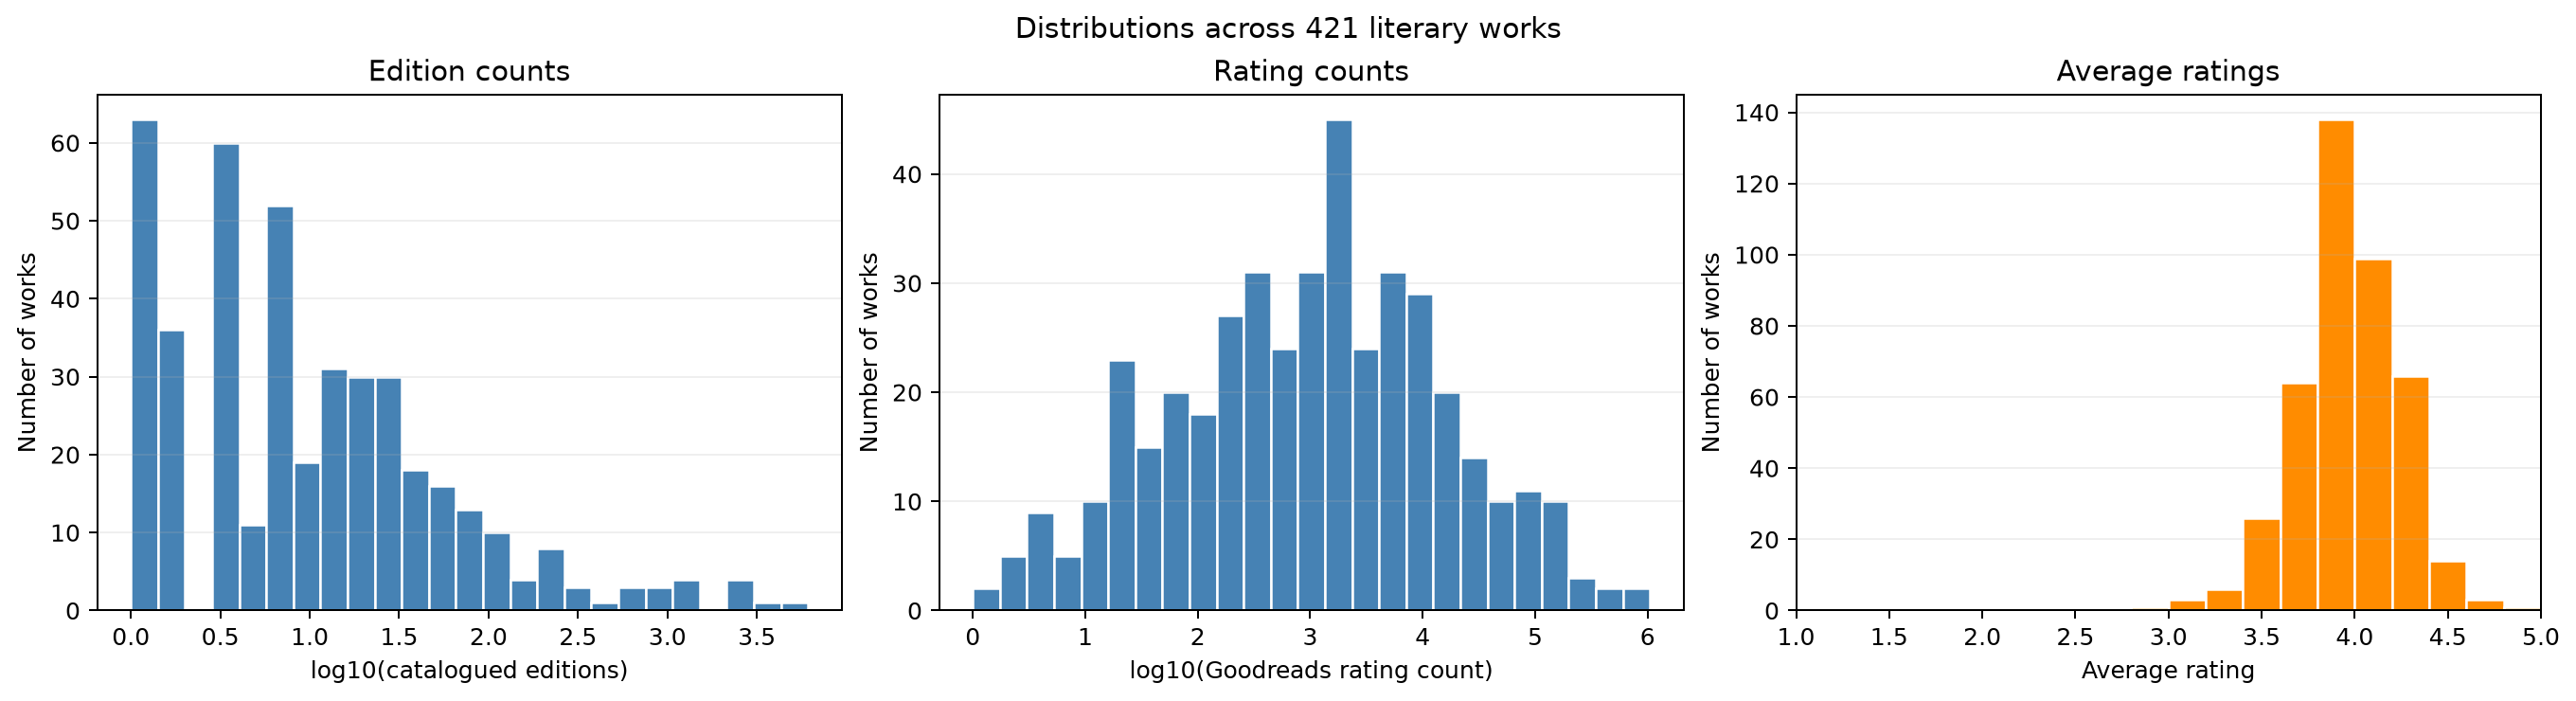 Distributions across 421 literary works
Edition counts
Number of works
60
50
40
30
20
10
0
0.0 0.5 1.0 1.5 2.0 2.5 3.0 3.5
log10(catalogued editions)
Rating counts
Number of works
40
30
20
10
0
0 1 2 3 4 5 6
log10(Goodreads rating count)
Average ratings
Number of works
140
120
100
80
60
40
20
0
1.0 1.5 2.0 2.5 3.0 3.5 4.0 4.5 5.0
Average rating